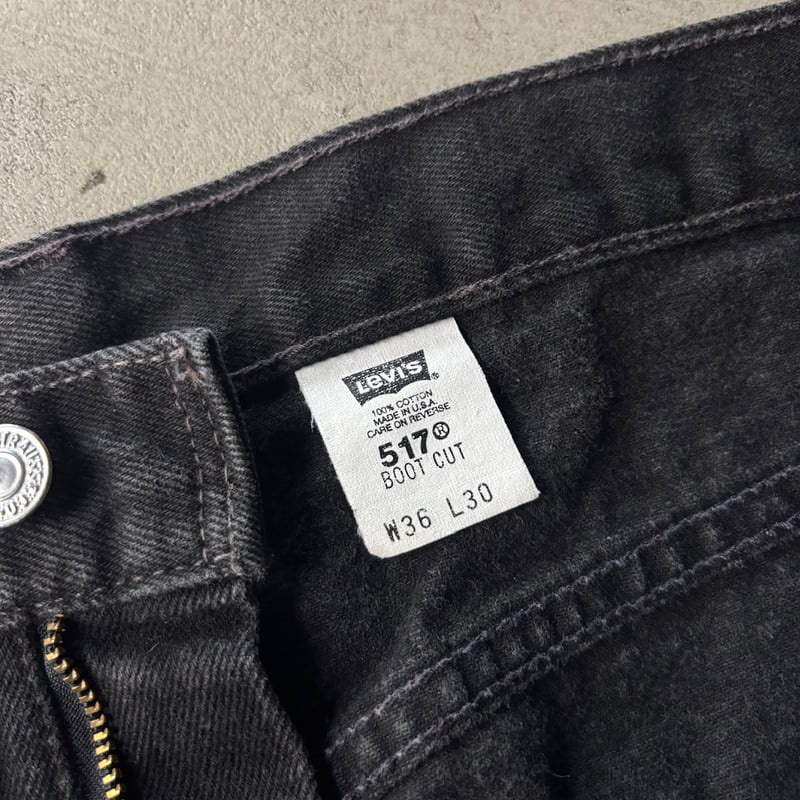 Levi's®
100% COTTON
MADE IN U.S.A.
CARE ON REVERSE
517®
BOOT CUT
W36 L30